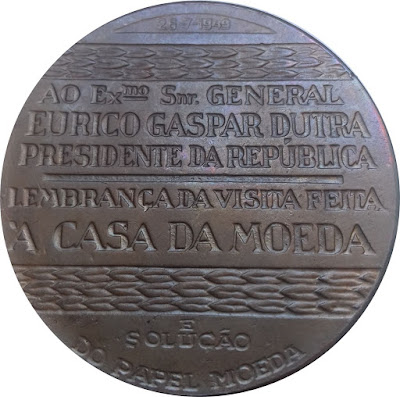 28-7-1949
AO Exmo Snr. GENERAL
EURICO GASPAR DUTRA
PRESIDENTE DA REPÚBLICA
LEMBRANÇA DA VISITA FEITA
À CASA DA MOEDA
E
SOLUÇÃO
DO PAPEL MOEDA